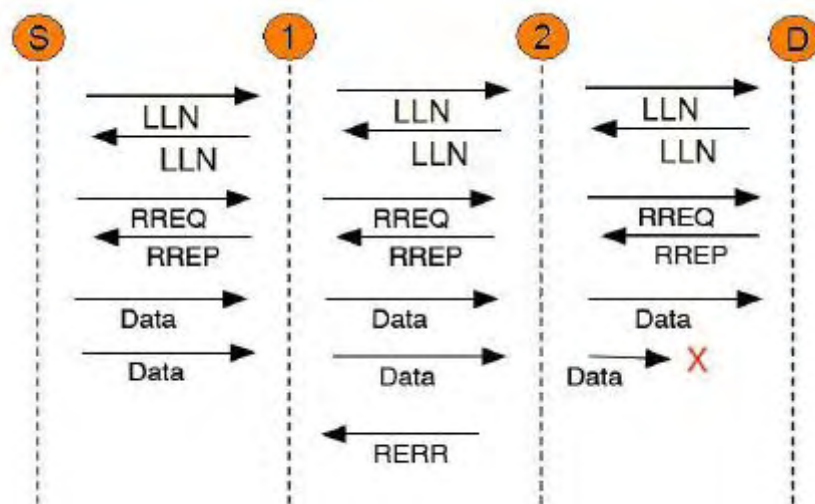 S 1 2 D
LLN LLN LLN
LLN LLN LLN
RREQ RREQ RREQ
RREP RREP RREP
Data Data Data
Data Data Data X
RERR